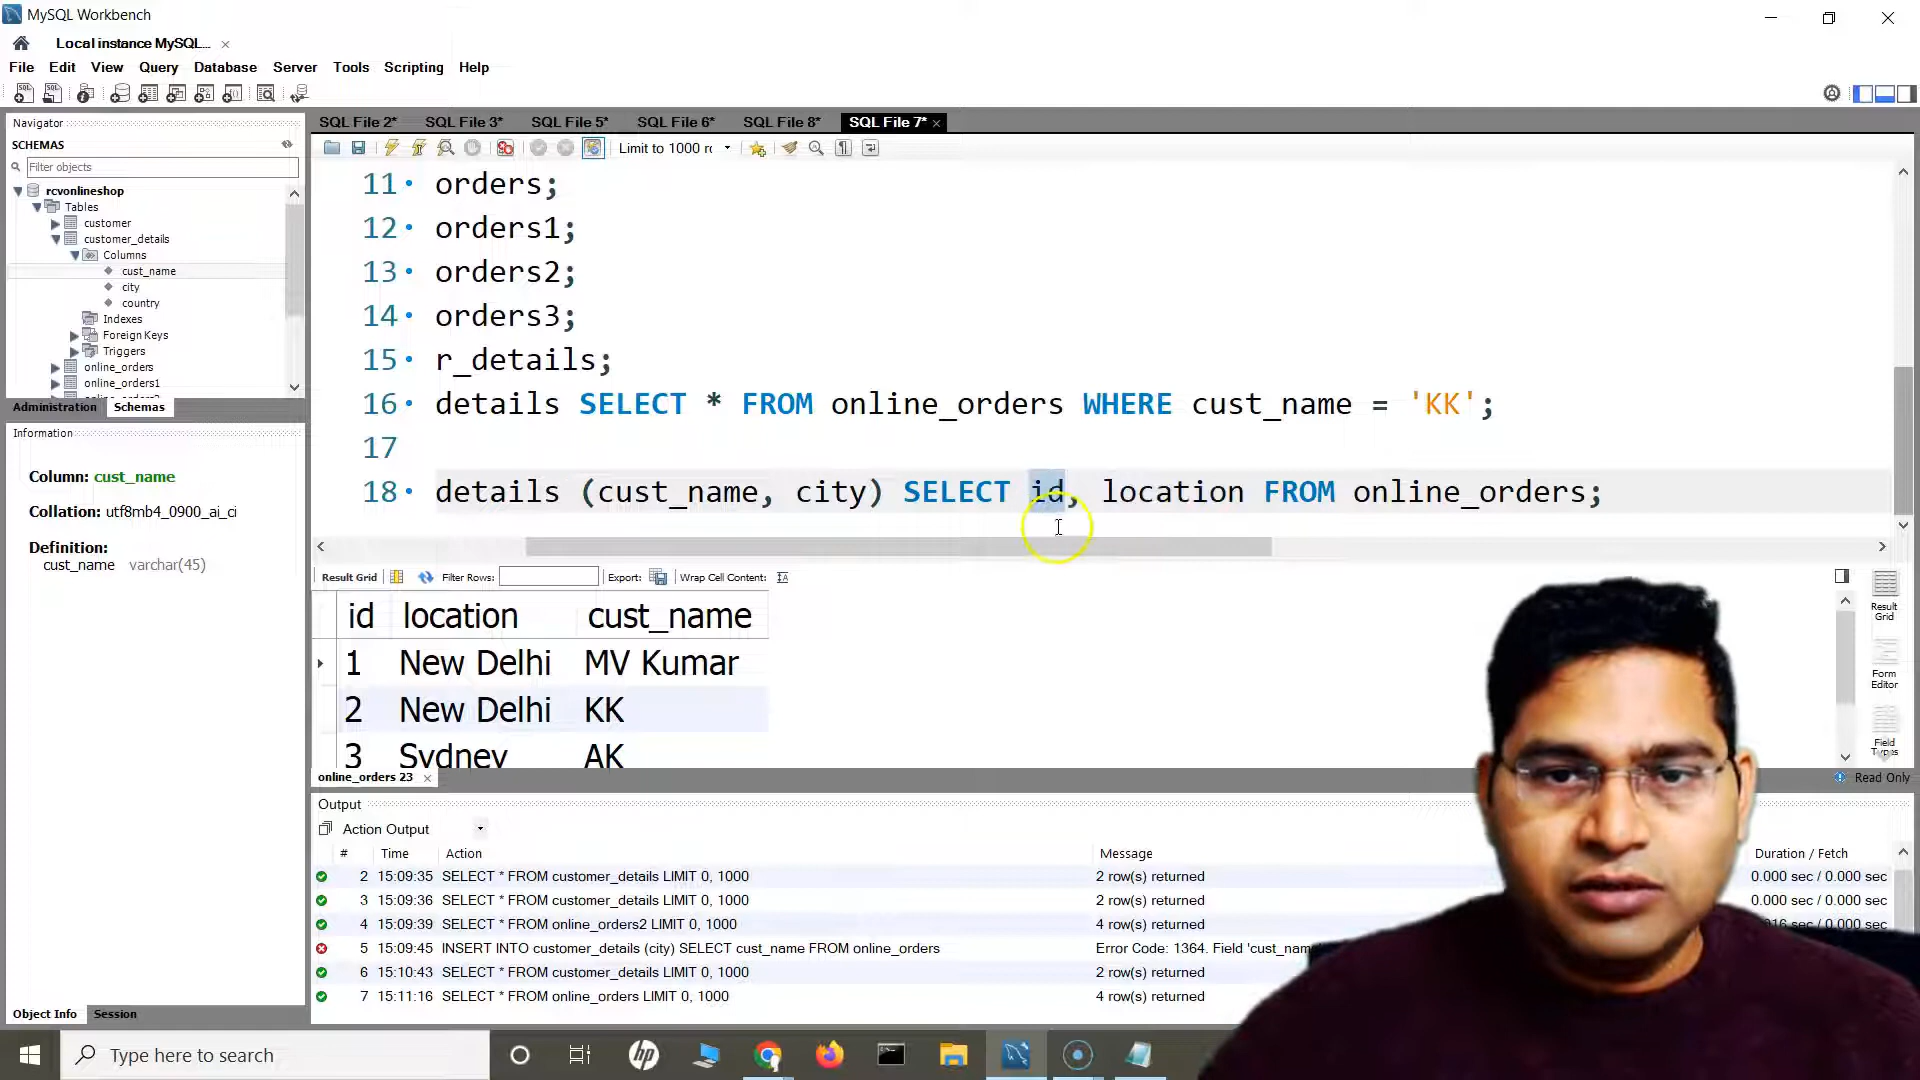 MySQL Workbench
Local instance MySQL...
File Edit View Query Database Server Tools Scripting Help
Navigator
SCHEMAS
Filter objects
rcvonlineshop
Tables
customer
customer_details
Columns
cust_name
city
country
Indexes
Foreign Keys
Triggers
online_orders
online_orders1
Administration Schemas
Information
Column: cust_name
Collation: utf8mb4_0900_ai_ci
Definition:
cust_name varchar(45)
Object Info Session
SQL File 2* SQL File 3* SQL File 5* SQL File 6* SQL File 8* SQL File 7*
Limit to 1000 rc
11 orders;
12 orders1;
13 orders2;
14 orders3;
15 r_details;
16 details SELECT * FROM online_orders WHERE cust_name = 'KK';
17
18 details (cust_name, city) SELECT id, location FROM online_orders;
Result Grid Filter Rows: Export: Wrap Cell Content:
id location cust_name
1 New Delhi MV Kumar
2 New Delhi KK
3 Sydney AK
Result Grid
Form Editor
Field Types
online_orders 23
Read Only
Output
Action Output
# Time Action Message Duration / Fetch
2 15:09:35 SELECT * FROM customer_details LIMIT 0, 1000 2 row(s) returned 0.000 sec / 0.000 sec
3 15:09:36 SELECT * FROM customer_details LIMIT 0, 1000 2 row(s) returned 0.000 sec / 0.000 sec
4 15:09:39 SELECT * FROM online_orders2 LIMIT 0, 1000 4 row(s) returned sec / 0.000 sec
5 15:09:45 INSERT INTO customer_details (city) SELECT cust_name FROM online_orders Error Code: 1364. Field 'cust_nam
6 15:10:43 SELECT * FROM customer_details LIMIT 0, 1000 2 row(s) returned
7 15:11:16 SELECT * FROM online_orders LIMIT 0, 1000 4 row(s) returned
Type here to search
hp